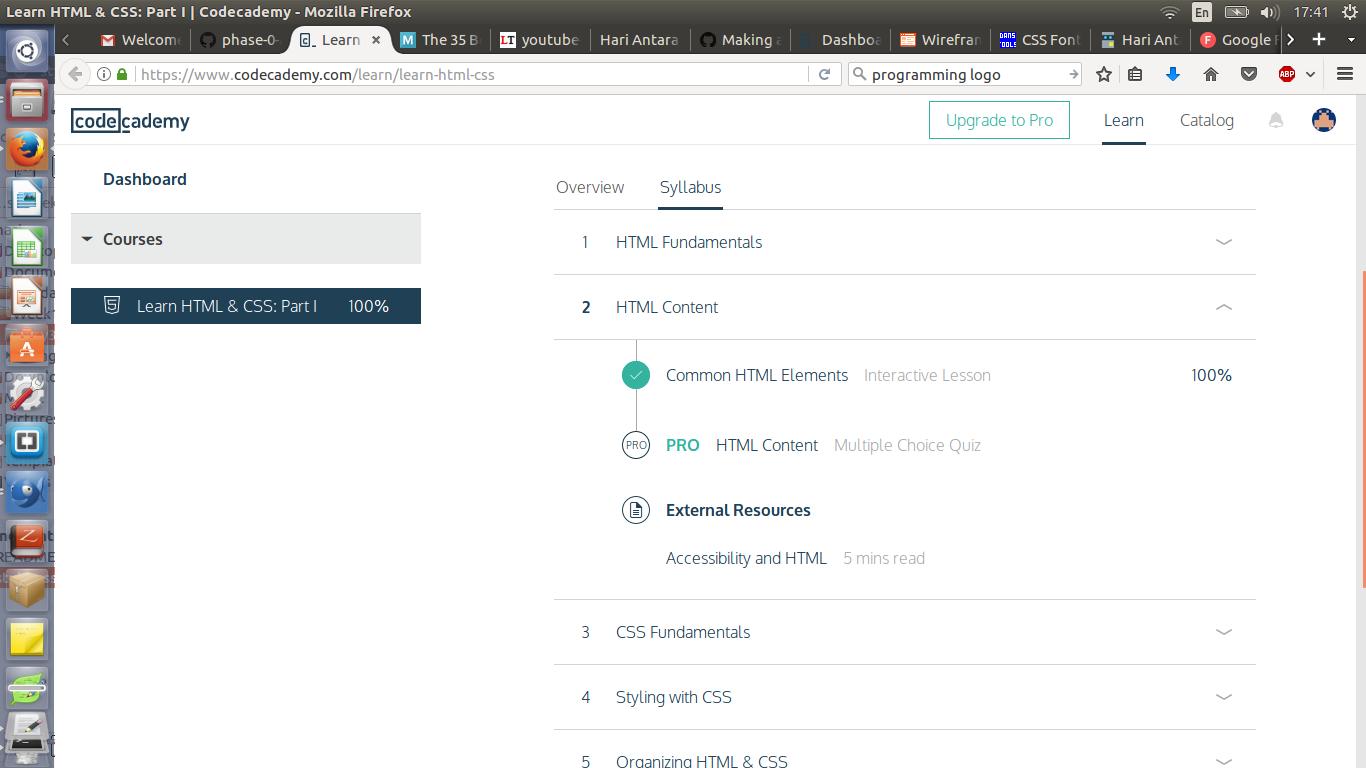 Learn HTML & CSS: Part I | Codecademy - Mozilla Firefox
En 17:41
Welcom phase-0- Learn The 35 B youtube Hari Antara Making a Dashboa Wirefran CSS Font Hari Ant Google F
https://www.codecademy.com/learn/learn-html-css programming logo ABP
codecademy Upgrade to Pro Learn Catalog
Dashboard
Courses
Learn HTML & CSS: Part I 100%
Overview Syllabus
1 HTML Fundamentals
2 HTML Content
Common HTML Elements Interactive Lesson 100%
PRO PRO HTML Content Multiple Choice Quiz
External Resources
Accessibility and HTML 5 mins read
3 CSS Fundamentals
4 Styling with CSS
5 Organizing HTML & CSS